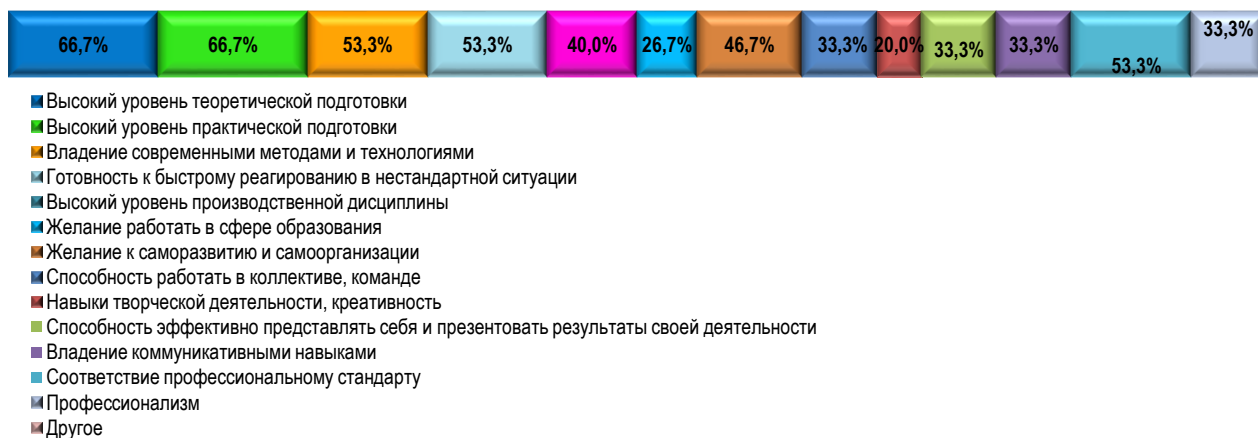 66,7% 66,7% 53,3% 53,3% 40,0% 26,7% 46,7% 33,3% 20,0% 33,3% 33,3% 53,3% 33,3%
Высокий уровень теоретической подготовки
Высокий уровень практической подготовки
Владение современными методами и технологиями
Готовность к быстрому реагированию в нестандартной ситуации
Высокий уровень производственной дисциплины
Желание работать в сфере образования
Желание к саморазвитию и самоорганизации
Способность работать в коллективе, команде
Навыки творческой деятельности, креативность
Способность эффективно представлять себя и презентовать результаты своей деятельности
Владение коммуникативными навыками
Соответствие профессиональному стандарту
Профессионализм
Другое